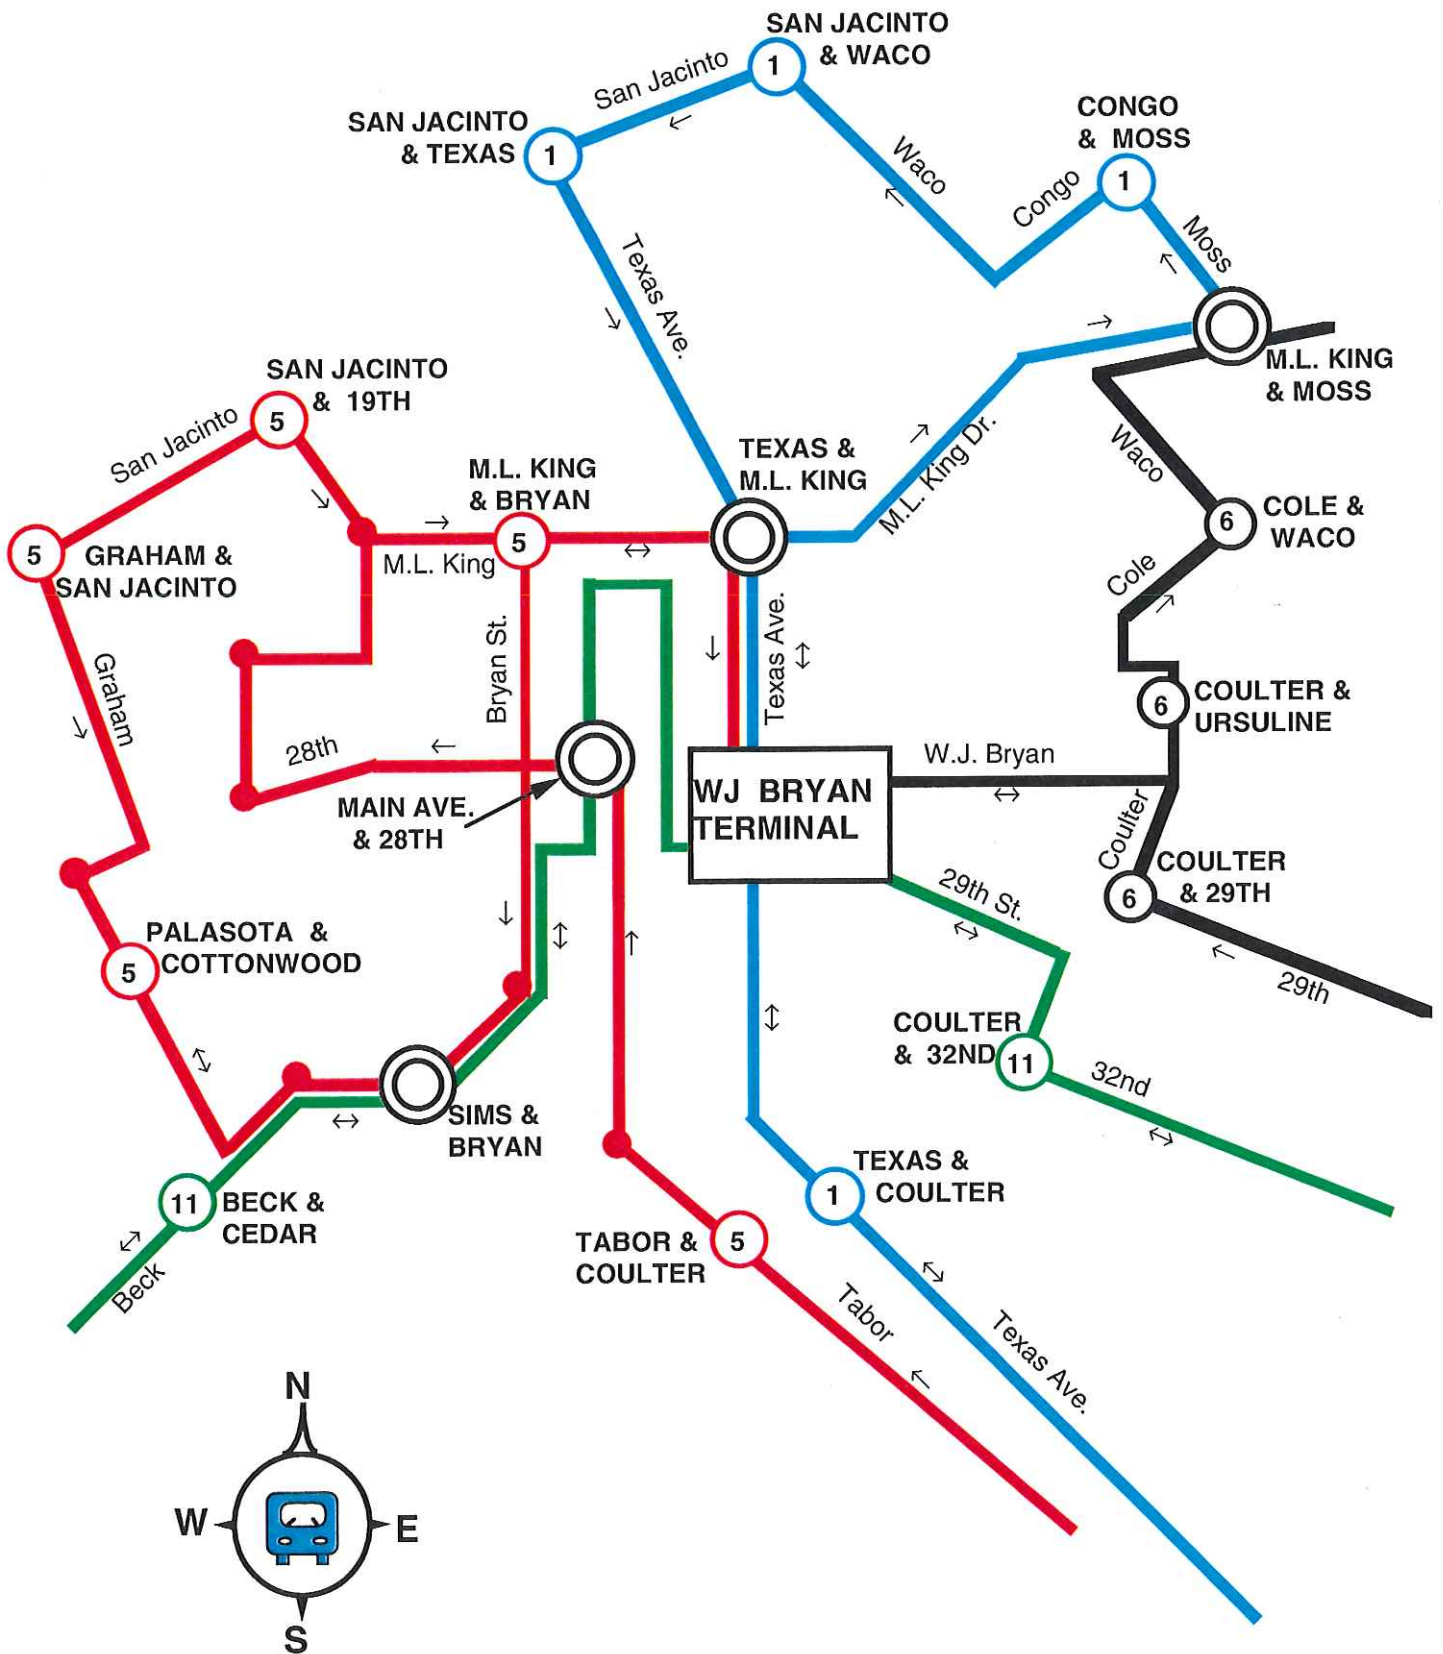 SAN JACINTO
& WACO
San Jacinto
1
SAN JACINTO
& TEXAS
1
CONGO
& MOSS
1
Waco
Congo
Moss
Texas Ave.
M.L. KING
& MOSS
SAN JACINTO
& 19TH
5
San Jacinto
M.L. KING
& BRYAN
5
TEXAS &
M.L. KING
M.L. King Dr.
Waco
COLE &
WACO
6
5
GRAHAM &
SAN JACINTO
M.L. King
Cole
Graham
Bryan St.
Texas Ave.
COULTER &
URSULINE
6
28th
W.J. Bryan
MAIN AVE.
& 28TH
WJ BRYAN
TERMINAL
Coulter
COULTER
& 29TH
6
29th St.
PALASOTA &
COTTONWOOD
5
29th
COULTER
& 32ND
11
32nd
SIMS &
BRYAN
TEXAS &
COULTER
1
11
BECK &
CEDAR
TABOR &
COULTER
5
Beck
Tabor
Texas Ave.
N
W
E
S